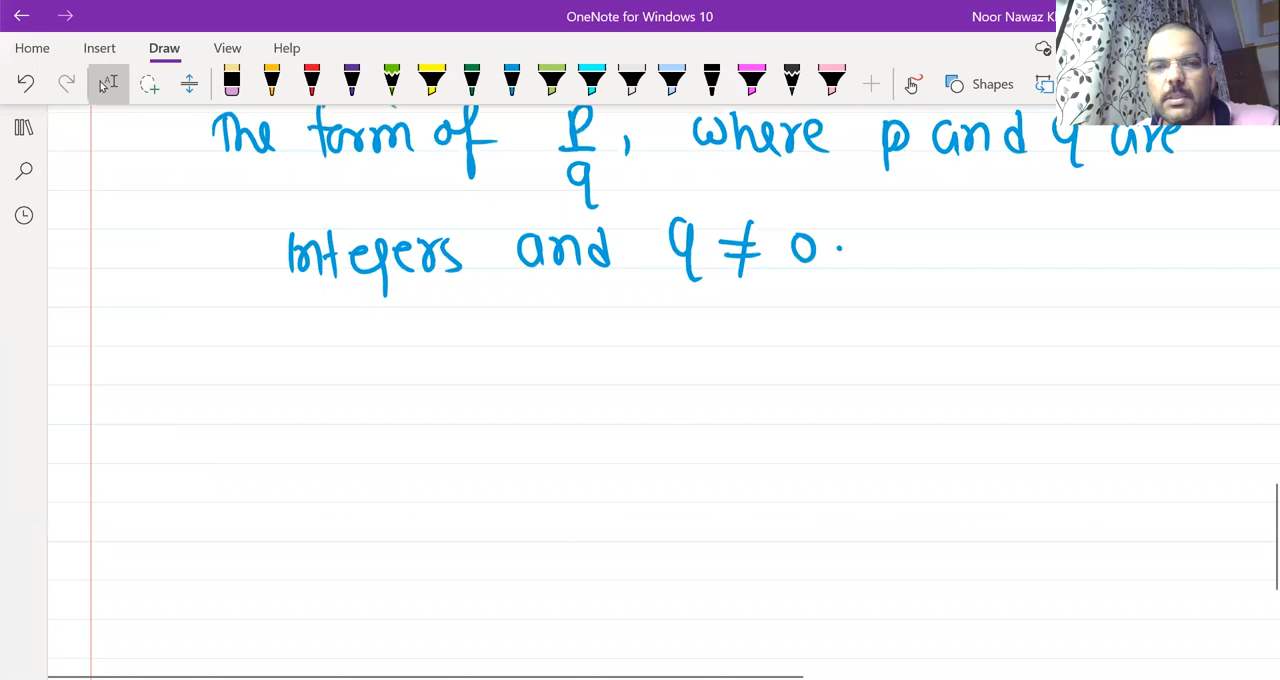 OneNote for Windows 10
Noor Nawaz K
Home Insert Draw View Help
Shapes
The form of p/q, where p and q are
integers and q ≠ 0.